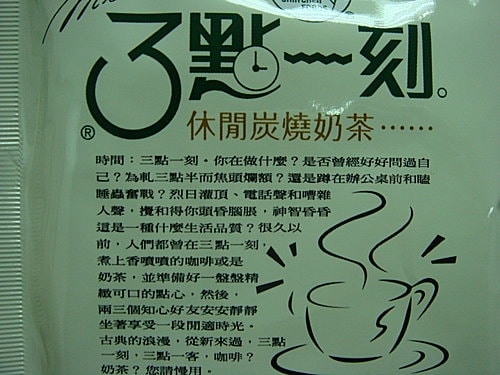 3點一刻。
®
休閒炭燒奶茶⋯⋯
時間：三點一刻。你在做什麼？是否曾經好好問過自
己？為軋三點半而魚頭爛額？還是蹲在辦公桌前和瞌
睡蟲奮戰？烈日灌頂、電話聲和嘈雜
人聲，攪和得你頭昏腦脹，神智昏昏
這是一種什麼生活品質？很久以
前，人們都曾在三點一刻，
煮上香噴噴的咖啡或是
奶茶，並準備好一盤盤精
緻可口的點心，然後，
兩三個知心好友安安靜靜
坐著享受一段閒適時光。
古典的浪漫，從新來過，三點
一刻，三點一客，咖啡？
奶茶？您請慢用。